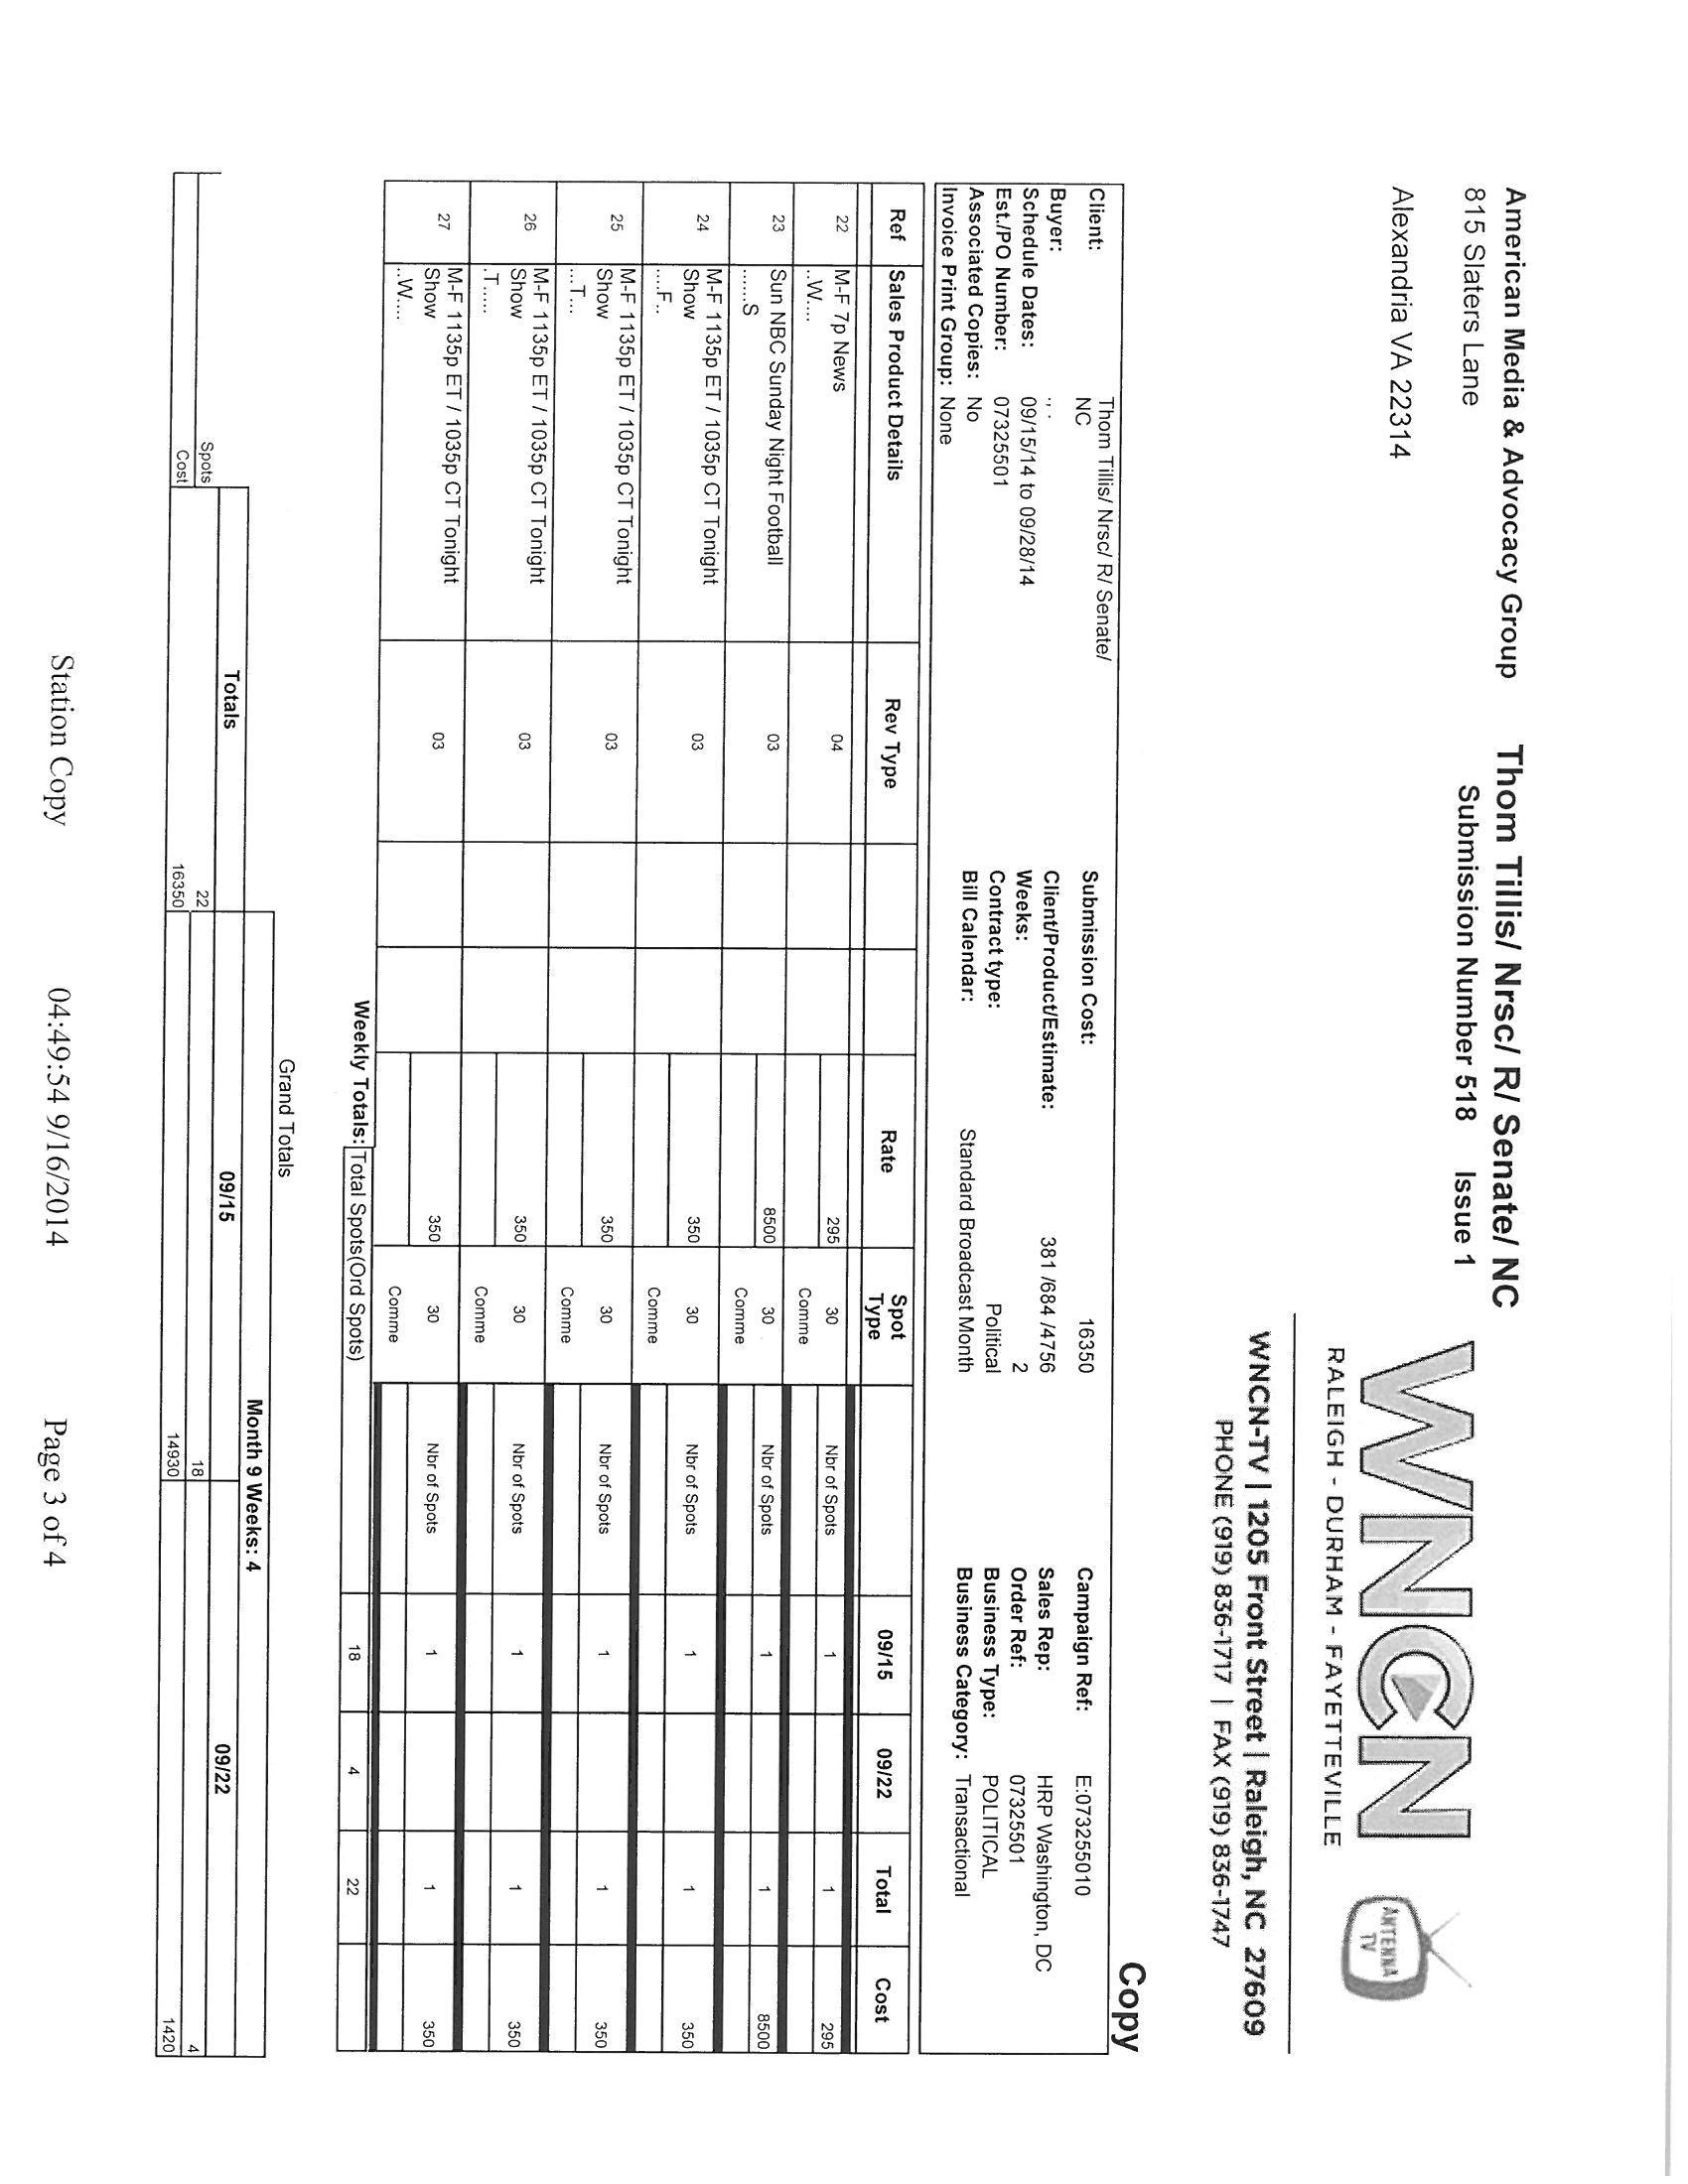 American Media & Advocacy Group
815 Slaters Lane
Alexandria VA 22314
Thom Tillis/ Nrsc/ R/ Senate/ NC
Submission Number 518 Issue 1
WNCN
ANTENNA TV
RALEIGH - DURHAM - FAYETTEVILLE
WNCN-TV | 1205 Front Street | Raleigh, NC 27609
PHONE (919) 836-1717 | FAX (919) 836-1747
Copy
Client: Thom Tillis/ Nrsc/ R/ Senate/ NC
Buyer: ., .
Schedule Dates: 09/15/14 to 09/28/14
Est./PO Number: 07325501
Associated Copies: No
Invoice Print Group: None
Submission Cost: 16350
Client/Product/Estimate: 381 /684 /4756
Weeks: 2
Contract type: Political
Bill Calendar: Standard Broadcast Month
Campaign Ref: E:073255010
Sales Rep: HRP Washington, DC
Order Ref: 07325501
Business Type: POLITICAL
Business Category: Transactional
Ref Sales Product Details Rev Type Rate Spot Type 09/15 09/22 Total Cost
22 M-F 7p News 04 295 30 Nbr of Spots 1 1 295
..W.... Comme
23 Sun NBC Sunday Night Football 03 8500 30 Nbr of Spots 1 1 8500
......S Comme
24 M-F 1135p ET / 1035p CT Tonight Show 03 350 30 Nbr of Spots 1 1 350
....F.. Comme
25 M-F 1135p ET / 1035p CT Tonight Show 03 350 30 Nbr of Spots 1 1 350
...T... Comme
26 M-F 1135p ET / 1035p CT Tonight Show 03 350 30 Nbr of Spots 1 1 350
.T..... Comme
27 M-F 1135p ET / 1035p CT Tonight Show 03 350 30 Nbr of Spots 1 1 350
..W.... Comme
Weekly Totals: Total Spots(Ord Spots) 18 4 22
Grand Totals
Month 9 Weeks: 4
Totals 09/15 09/22
Spots 22 18 4
Cost 16350 14930 1420
Station Copy 04:49:54 9/16/2014 Page 3 of 4